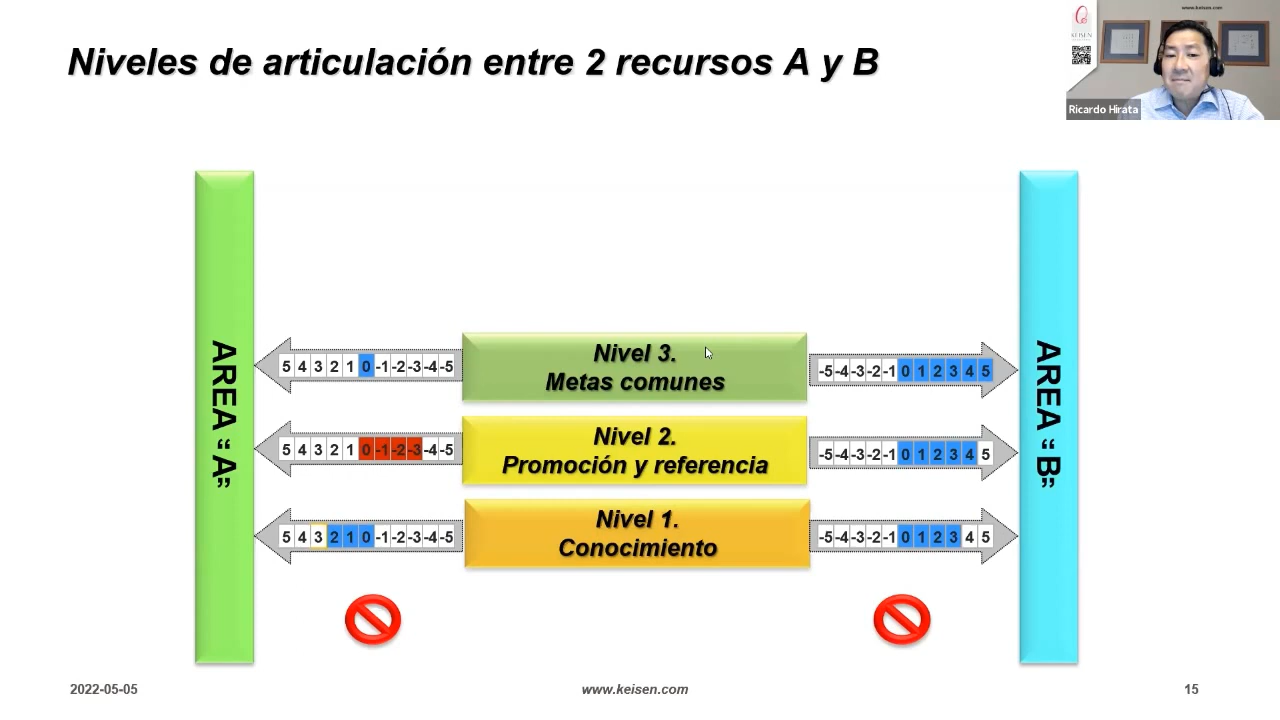 www.keisen.com
KEISEN
Ricardo Hirata
Niveles de articulación entre 2 recursos A y B
AREA “A”
AREA “B”
5 4 3 2 1 0 -1 -2 -3 -4 -5
Nivel 3.
Metas comunes
-5 -4 -3 -2 -1 0 1 2 3 4 5
5 4 3 2 1 0 -1 -2 -3 -4 -5
Nivel 2.
Promoción y referencia
-5 -4 -3 -2 -1 0 1 2 3 4 5
5 4 3 2 1 0 -1 -2 -3 -4 -5
Nivel 1.
Conocimiento
-5 -4 -3 -2 -1 0 1 2 3 4 5
2022-05-05
www.keisen.com
15